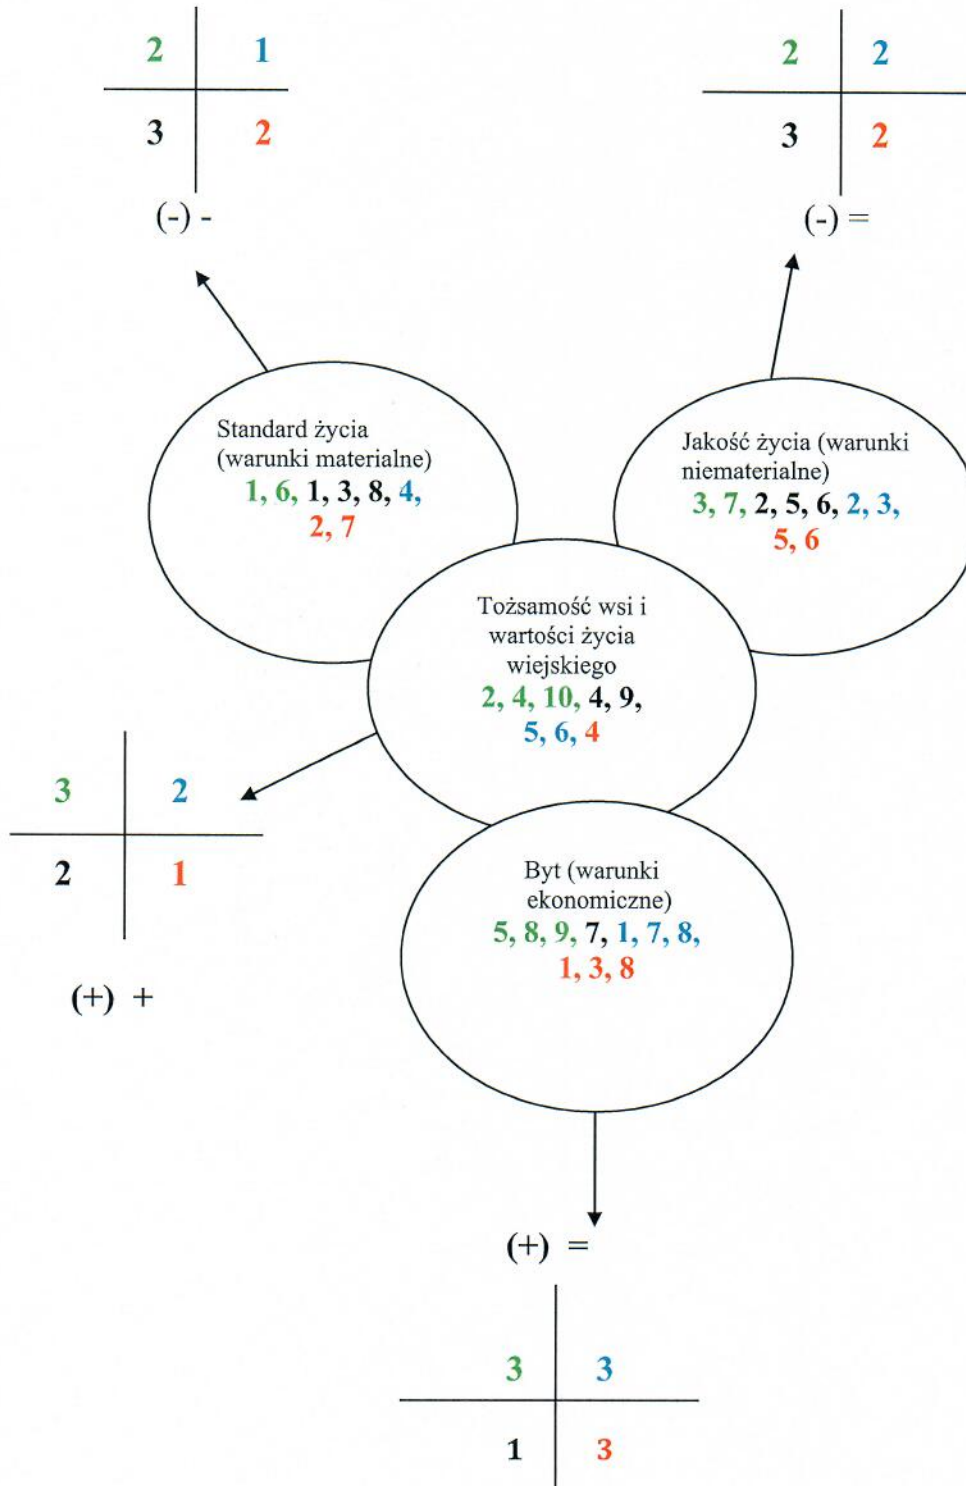 2 1
3 2
(-) -
2 2
3 2
(-) =
Standard życia
(warunki materialne)
1, 6, 1, 3, 8, 4,
2, 7
Jakość życia (warunki
niematerialne)
3, 7, 2, 5, 6, 2, 3,
5, 6
Tożsamość wsi i
wartości życia
wiejskiego
2, 4, 10, 4, 9,
5, 6, 4
3 2
2 1
(+) +
Byt (warunki
ekonomiczne)
5, 8, 9, 7, 1, 7, 8,
1, 3, 8
(+) =
3 3
1 3